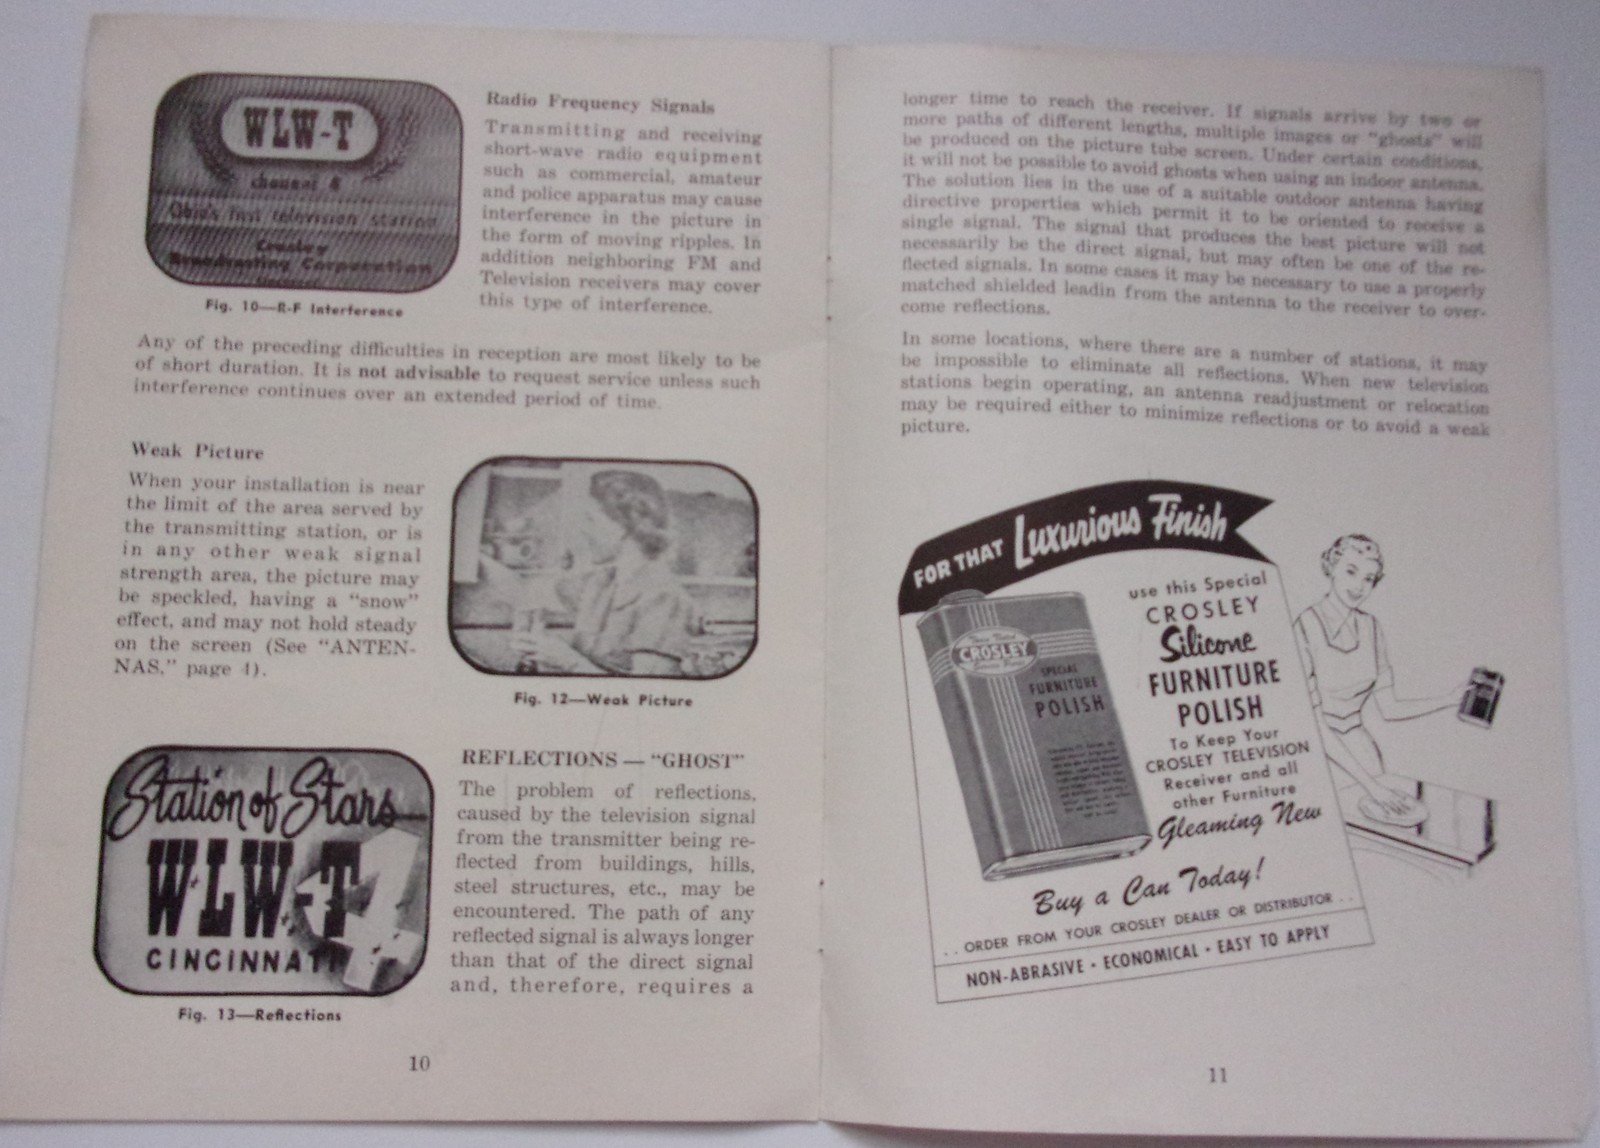 WLW-T
channel 4
Ohio's first television station
Crosley
Broadcasting Corporation
Fig. 10—R-F Interference
Radio Frequency Signals
Transmitting and receiving
short-wave radio equipment
such as commercial, amateur
and police apparatus may cause
interference in the picture in
the form of moving ripples. In
addition neighboring FM and
Television receivers may cover
this type of interference.
Any of the preceding difficulties in reception are most likely to be
of short duration. It is not advisable to request service unless such
interference continues over an extended period of time.
Weak Picture
When your installation is near
the limit of the area served by
the transmitting station, or is
in any other weak signal
strength area, the picture may
be speckled, having a "snow"
effect, and may not hold steady
on the screen (See "ANTEN-
NAS," page 4).
Fig. 12—Weak Picture
Station of Stars
WLW-T 4
CINCINNATI
Fig. 13—Reflections
REFLECTIONS — "GHOST"
The problem of reflections,
caused by the television signal
from the transmitter being re-
flected from buildings, hills,
steel structures, etc., may be
encountered. The path of any
reflected signal is always longer
than that of the direct signal
and, therefore, requires a
10
longer time to reach the receiver. If signals arrive by two or
more paths of different lengths, multiple images or "ghosts" will
be produced on the picture tube screen. Under certain conditions,
it will not be possible to avoid ghosts when using an indoor antenna.
The solution lies in the use of a suitable outdoor antenna having
directive properties which permit it to be oriented to receive a
single signal. The signal that produces the best picture will not
necessarily be the direct signal, but may often be one of the re-
flected signals. In some cases it may be necessary to use a properly
matched shielded leadin from the antenna to the receiver to over-
come reflections.
In some locations, where there are a number of stations, it may
be impossible to eliminate all reflections. When new television
stations begin operating, an antenna readjustment or relocation
may be required either to minimize reflections or to avoid a weak
picture.
FOR THAT Luxurious Finish
use this Special
CROSLEY
Silicone
FURNITURE
POLISH
To Keep Your
CROSLEY TELEVISION
Receiver and all
other Furniture
Gleaming New
CROSLEY
SPECIAL
FURNITURE
POLISH
Buy a Can Today!
. . ORDER FROM YOUR CROSLEY DEALER OR DISTRIBUTOR . .
NON-ABRASIVE · ECONOMICAL · EASY TO APPLY
11